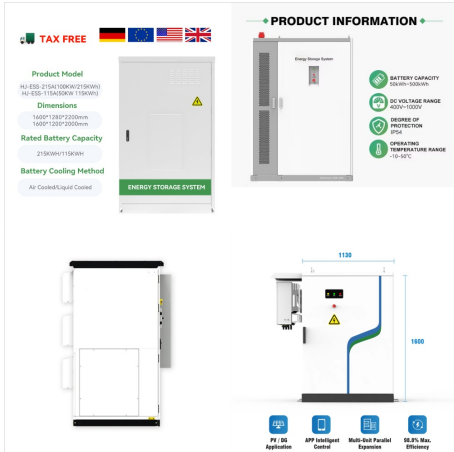 TAX FREE
Product Model
HJ-ESS-215A(100KW/215KWh)
HJ-ESS-115A(50KW 115KWh)
Dimensions
1600*1280*2200mm
1600*1200*2000mm
Rated Battery Capacity
215KWH/115KWH
Battery Cooling Method
Air Cooled/Liquid Cooled
ENERGY STORAGE SYSTEM
PRODUCT INFORMATION
Energy Storage System
BATTERY CAPACITY
50kWh~500kWh
DC VOLTAGE RANGE
400V~1000V
DEGREE OF
PROTECTION
IP54
OPERATING
TEMPERATURE RANGE
-10~50°C
1130
1600
PV / DG
Application
APP Intelligent
Control
Multi-Unit Parallel
Expansion
98.8% Max.
Efficiency